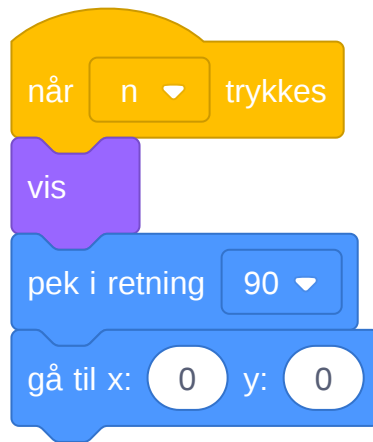 når n trykkes
vis
pek i retning 90
gå til x: 0 y: 0